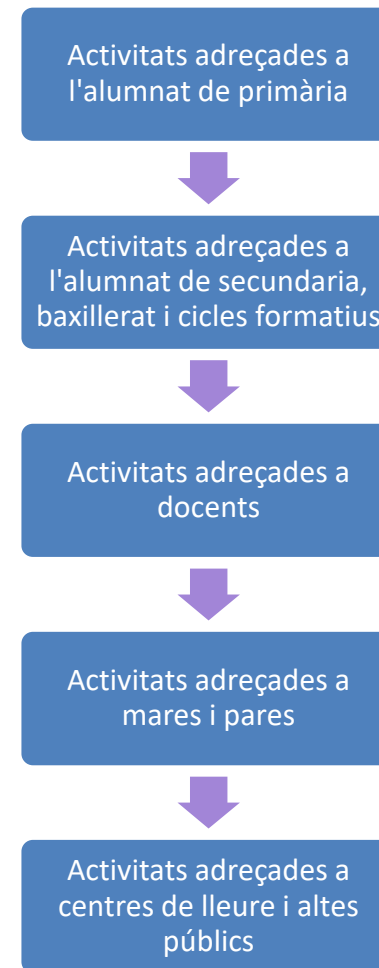 Activitats adreçades a
l'alumnat de primària
Activitats adreçades a
l'alumnat de secundaria,
baxillerat i cicles formatius
Activitats adreçades a
docents
Activitats adreçades a
mares i pares
Activitats adreçades a
centres de lleure i altes
públics